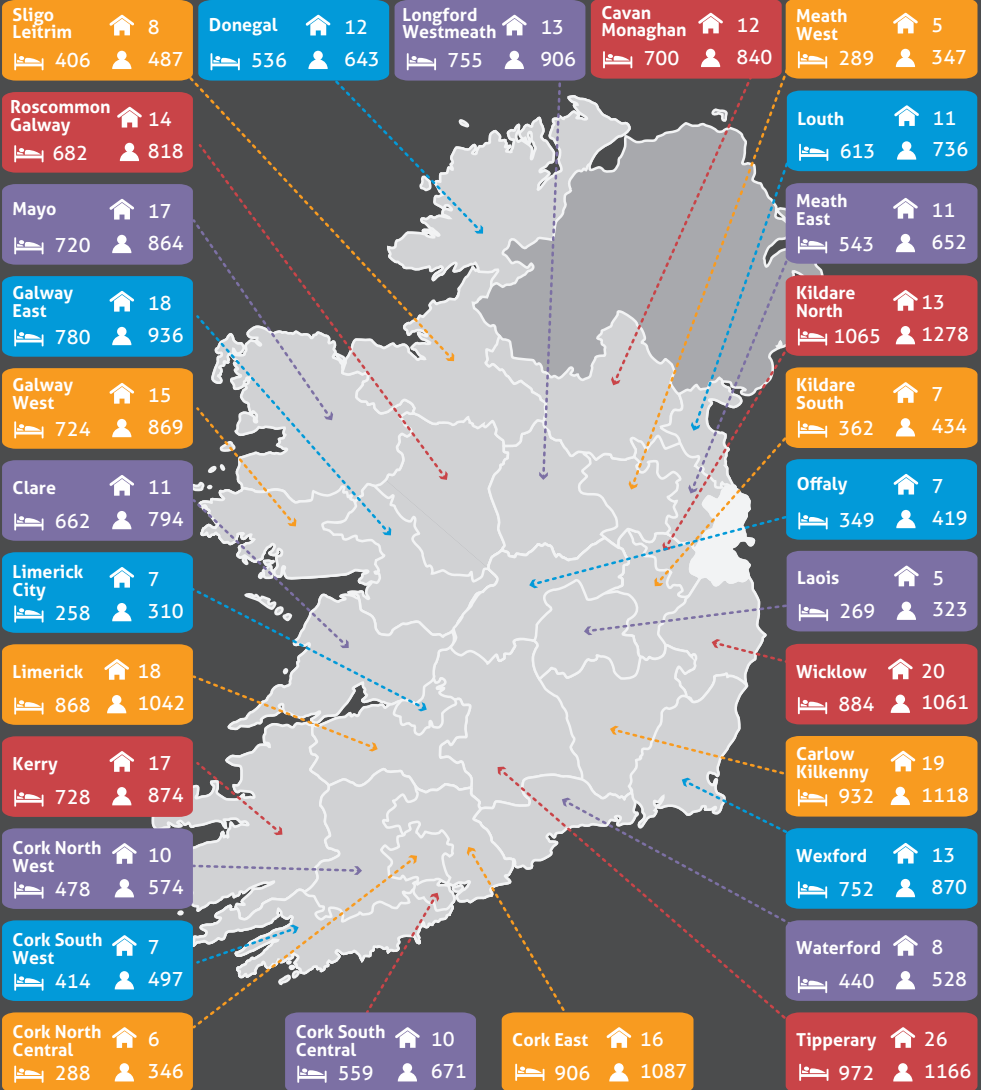 Sligo
Leitrim 8
406 487
Donegal 12
536 643
Longford
Westmeath 13
755 906
Cavan
Monaghan 12
700 840
Meath
West 5
289 347
Roscommon
Galway 14
682 818
Louth 11
613 736
Mayo 17
720 864
Meath
East 11
543 652
Galway
East 18
780 936
Kildare
North 13
1065 1278
Galway
West 15
724 869
Kildare
South 7
362 434
Clare 11
662 794
Offaly 7
349 419
Limerick
City 7
258 310
Laois 5
269 323
Limerick 18
868 1042
Wicklow 20
884 1061
Kerry 17
728 874
Carlow
Kilkenny 19
932 1118
Cork North
West 10
478 574
Wexford 13
752 870
Cork South
West 7
414 497
Waterford 8
440 528
Cork North
Central 6
288 346
Cork South
Central 10
559 671
Cork East 16
906 1087
Tipperary 26
972 1166